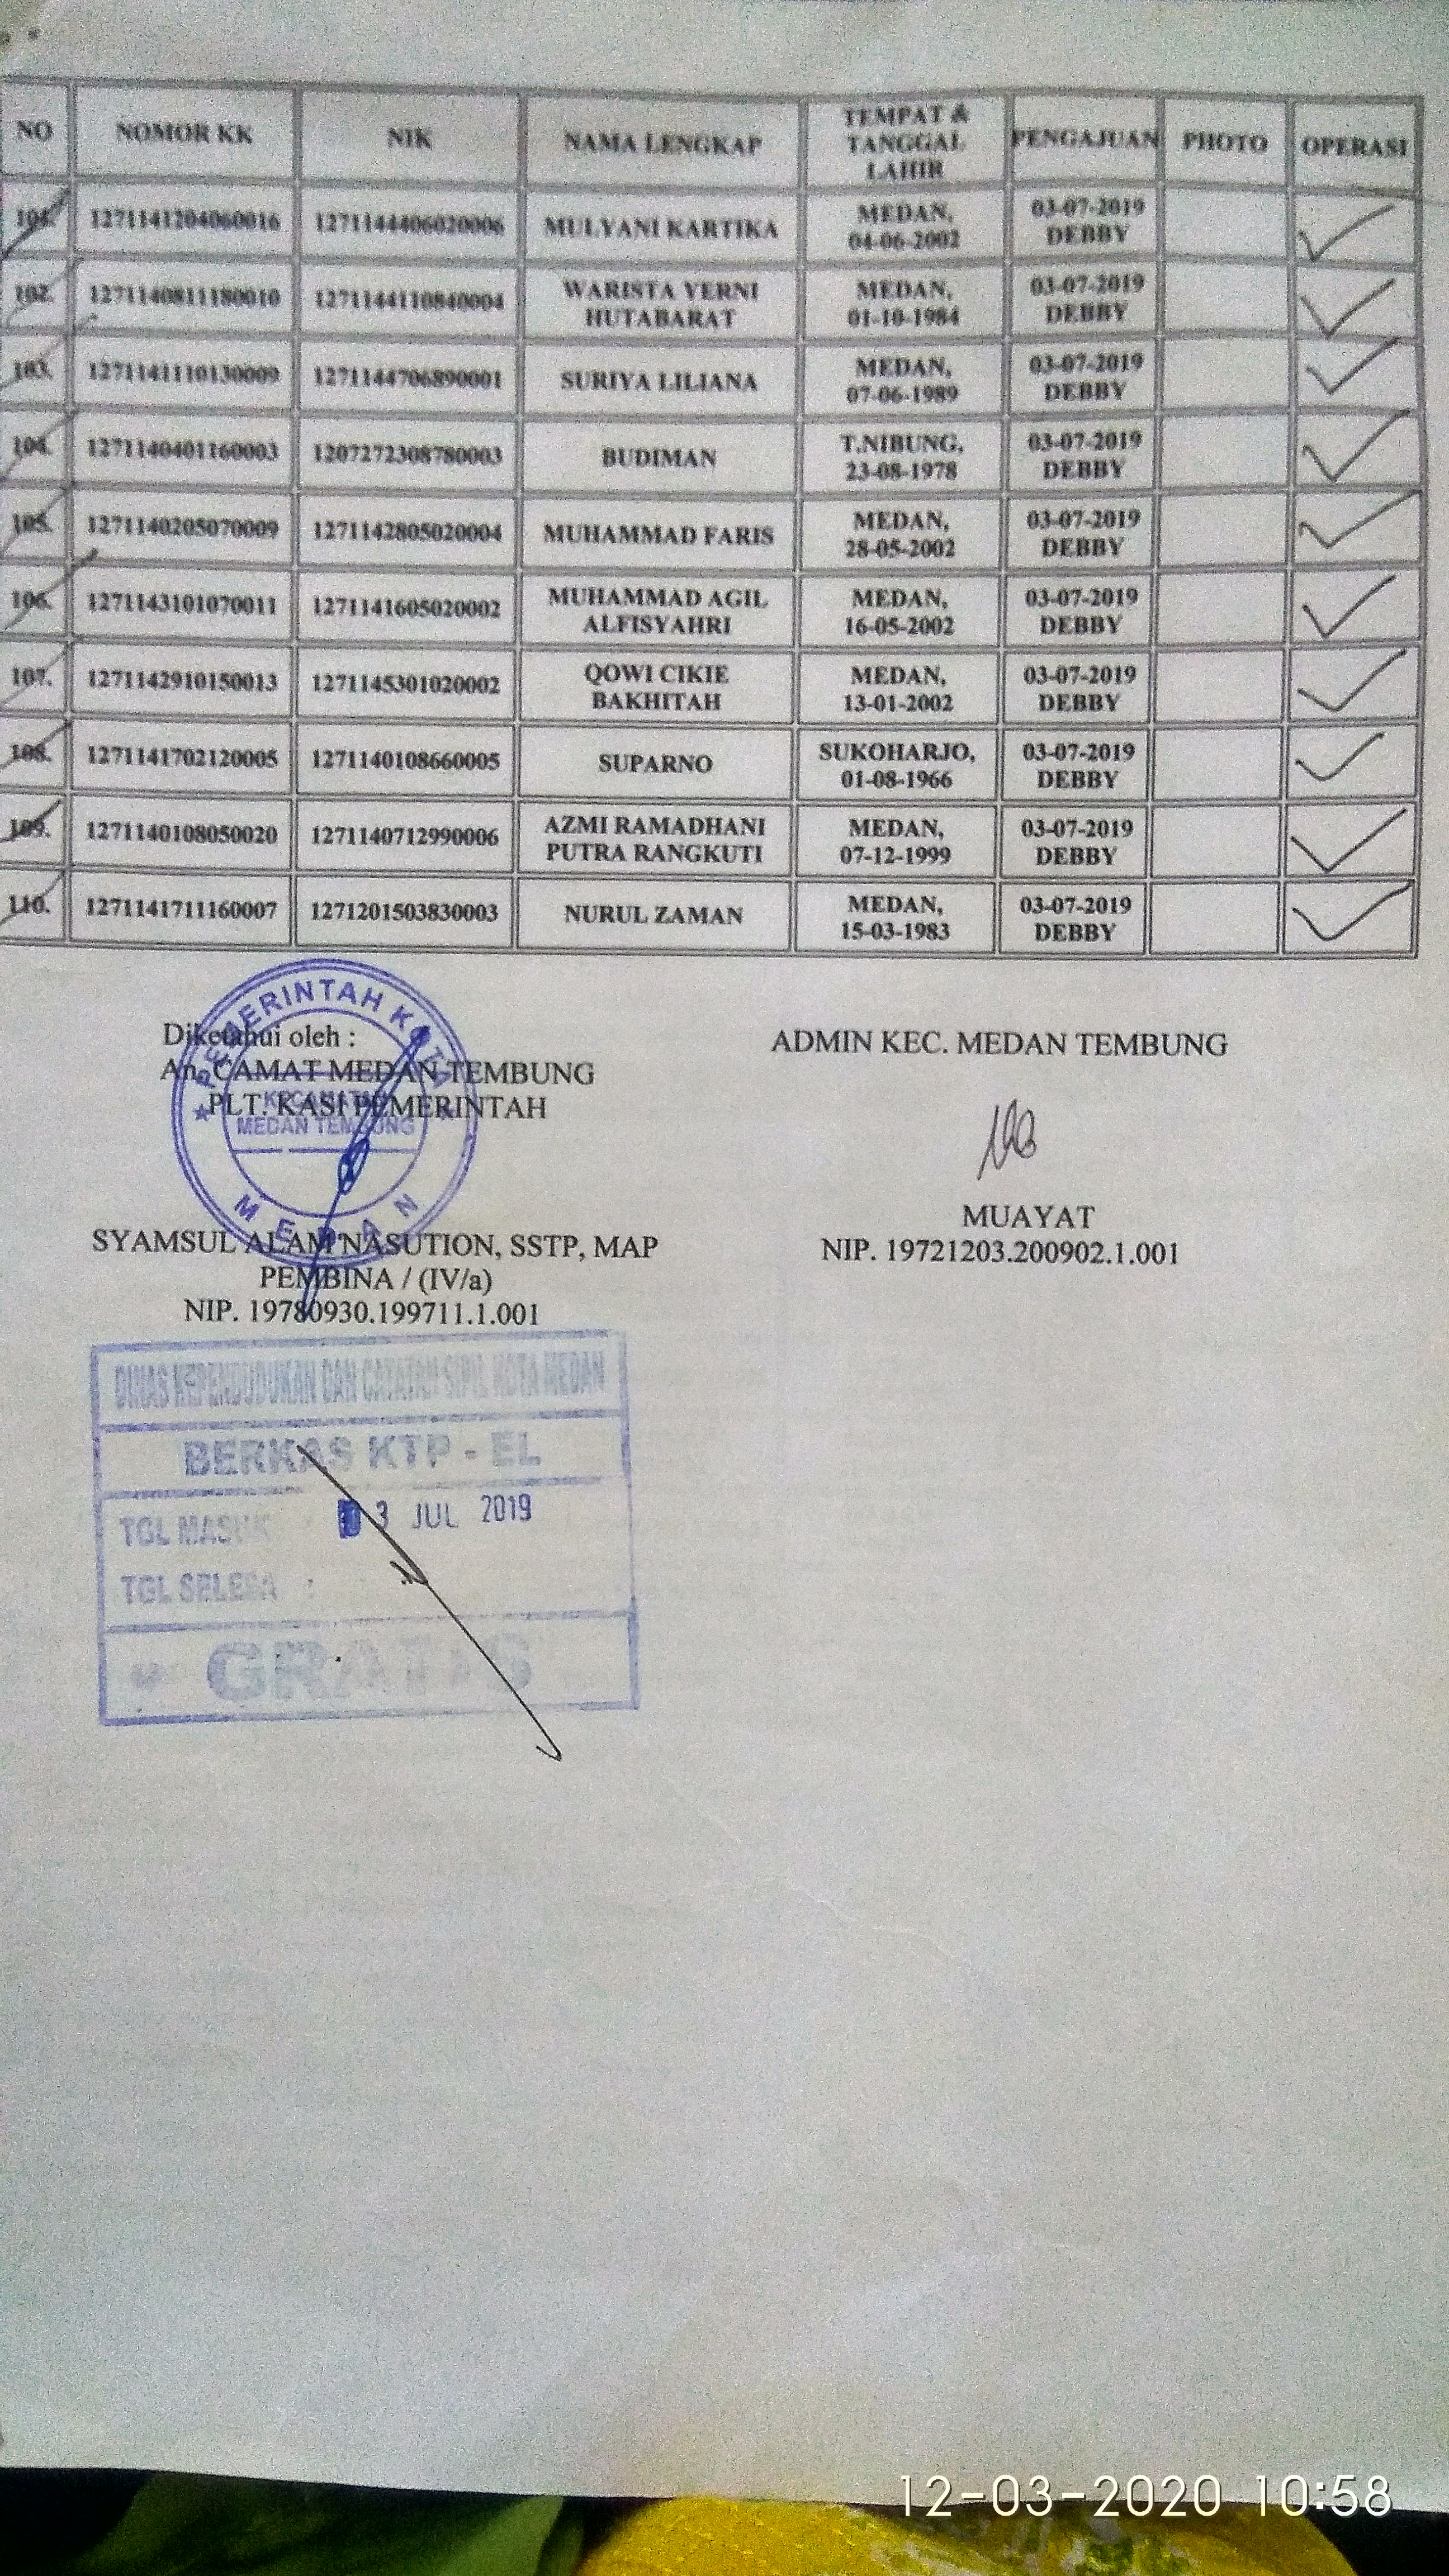 NO NOMOR KK NIK NAMA LENGKAP TEMPAT & TANGGAL LAHIR PENGAJUAN PHOTO OPERASI
101. 1271141204060016 1271144406020006 MULYANI KARTIKA MEDAN, 04-06-2002 03-07-2019 DEBBY
102. 1271140811180010 1271144110840004 WARISTA YERNI HUTABARAT MEDAN, 01-10-1984 03-07-2019 DEBBY
103. 1271141110130009 1271144706890001 SURIYA LILIANA MEDAN, 07-06-1989 03-07-2019 DEBBY
104. 1271140401160003 1207272308780003 BUDIMAN T.NIBUNG, 23-08-1978 03-07-2019 DEBBY
105. 1271140205070009 1271142805020004 MUHAMMAD FARIS MEDAN, 28-05-2002 03-07-2019 DEBBY
106. 1271143101070011 1271141605020002 MUHAMMAD AGIL ALFISYAHRI MEDAN, 16-05-2002 03-07-2019 DEBBY
107. 1271142910150013 1271145301020002 QOWI CIKIE BAKHITAH MEDAN, 13-01-2002 03-07-2019 DEBBY
108. 1271141702120005 1271140108660005 SUPARNO SUKOHARJO, 01-08-1966 03-07-2019 DEBBY
109. 1271140108050020 1271140712990006 AZMI RAMADHANI PUTRA RANGKUTI MEDAN, 07-12-1999 03-07-2019 DEBBY
110. 1271141711160007 1271201503830003 NURUL ZAMAN MEDAN, 15-03-1983 03-07-2019 DEBBY
Diketahui oleh :
An. CAMAT MEDAN TEMBUNG
PLT. KASI PEMERINTAH
PEMERINTAH KOTA
KECAMATAN
MEDAN TEMBUNG
MEDAN
SYAMSUL ALAM NASUTION, SSTP, MAP
PEMBINA / (IV/a)
NIP. 19780930.199711.1.001
ADMIN KEC. MEDAN TEMBUNG
MUAYAT
NIP. 19721203.200902.1.001
DINAS KEPENDUDUKAN DAN CATATAN SIPIL KOTA MEDAN
BERKAS KTP - EL
TGL MASUK 03 JUL 2019
TGL SELESA :
GRATIS
12-03-2020 10:58